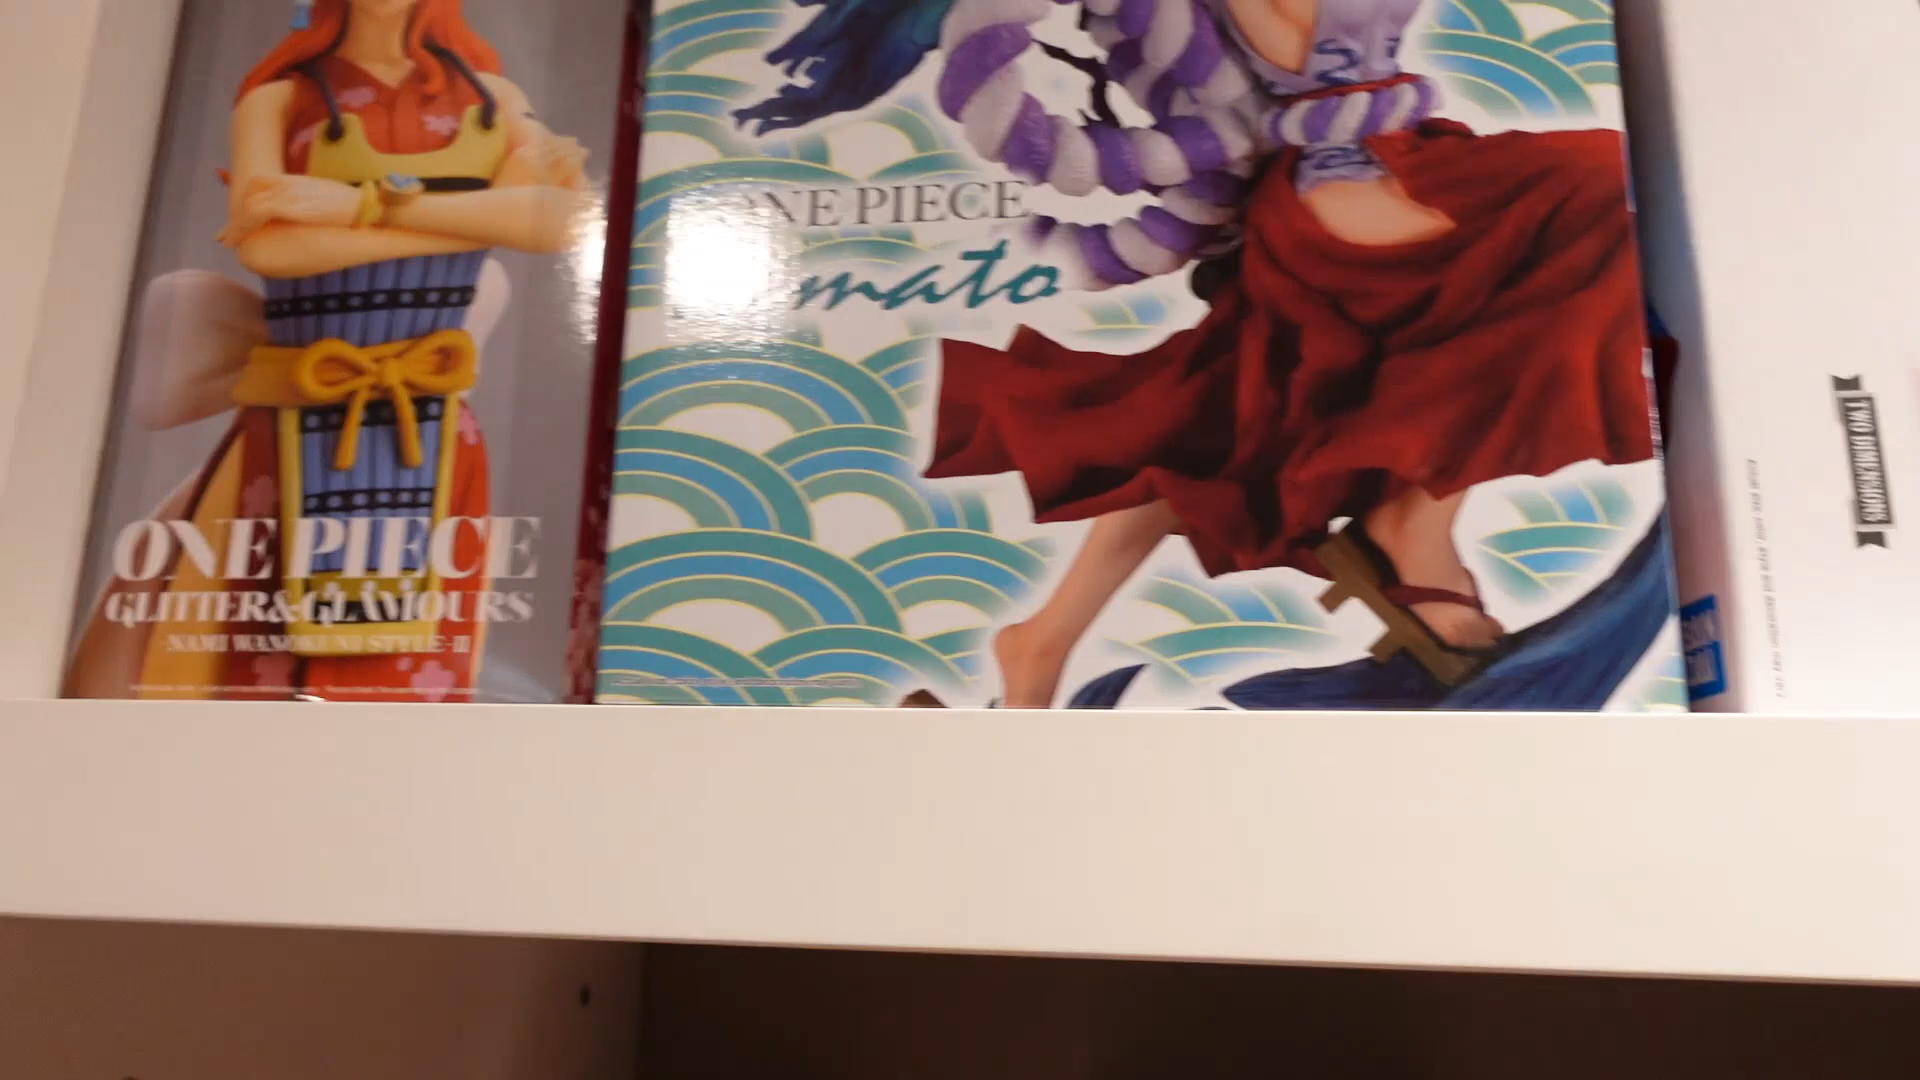 ONE PIECE
GLITTER&GLAMOURS
-NAMI WANOKUNI STYLE-II
ONE PIECE
mato
TWO DIMENSIONS